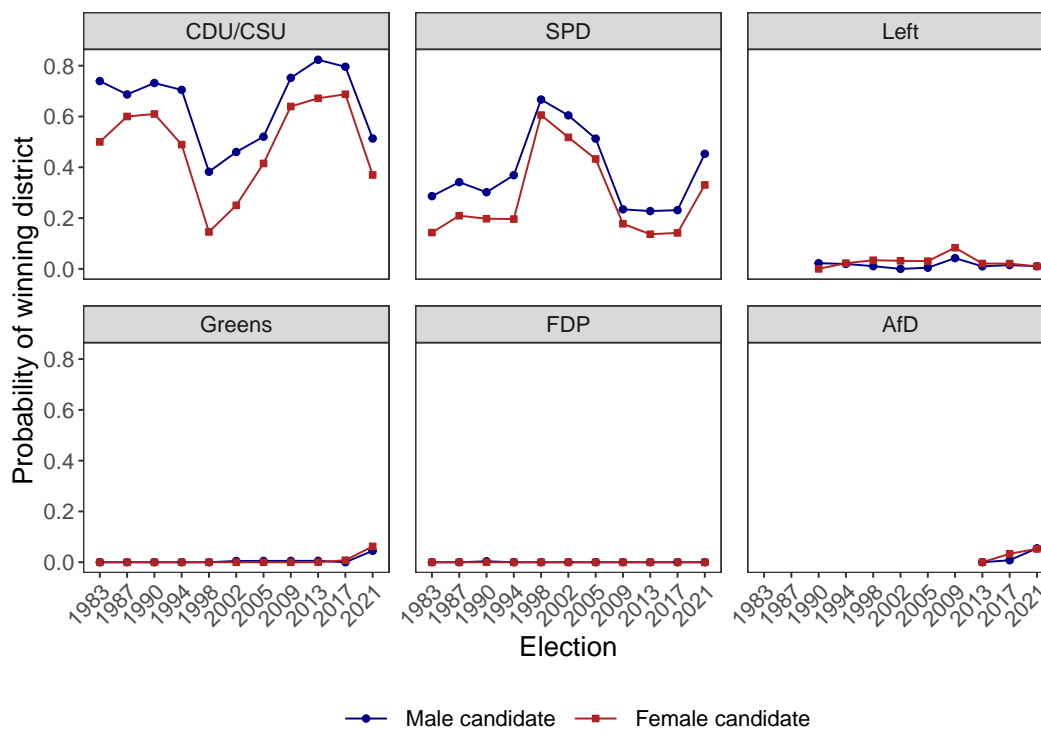 CDU/CSU SPD Left
0.8
0.6
0.4
0.2
0.0
Greens FDP AfD
0.8
0.6
0.4
0.2
0.0
Probability of winning district
1983 1987 1990 1994 1998 2002 2005 2009 2013 2017 2021 1983 1987 1990 1994 1998 2002 2005 2009 2013 2017 2021 1983 1987 1990 1994 1998 2002 2005 2009 2013 2017 2021
Election
Male candidate Female candidate